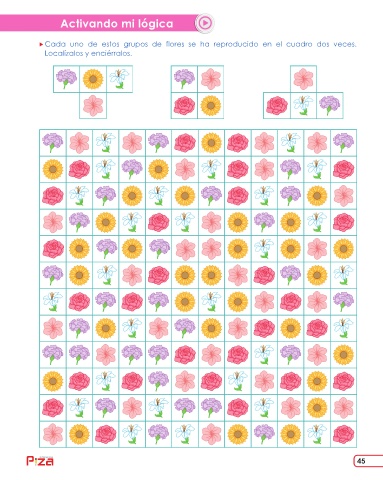 Activando mi lógica
Cada uno de estos grupos de flores se ha reproducido en el cuadro dos veces.
Localízalos y enciérralos.
P:za
45